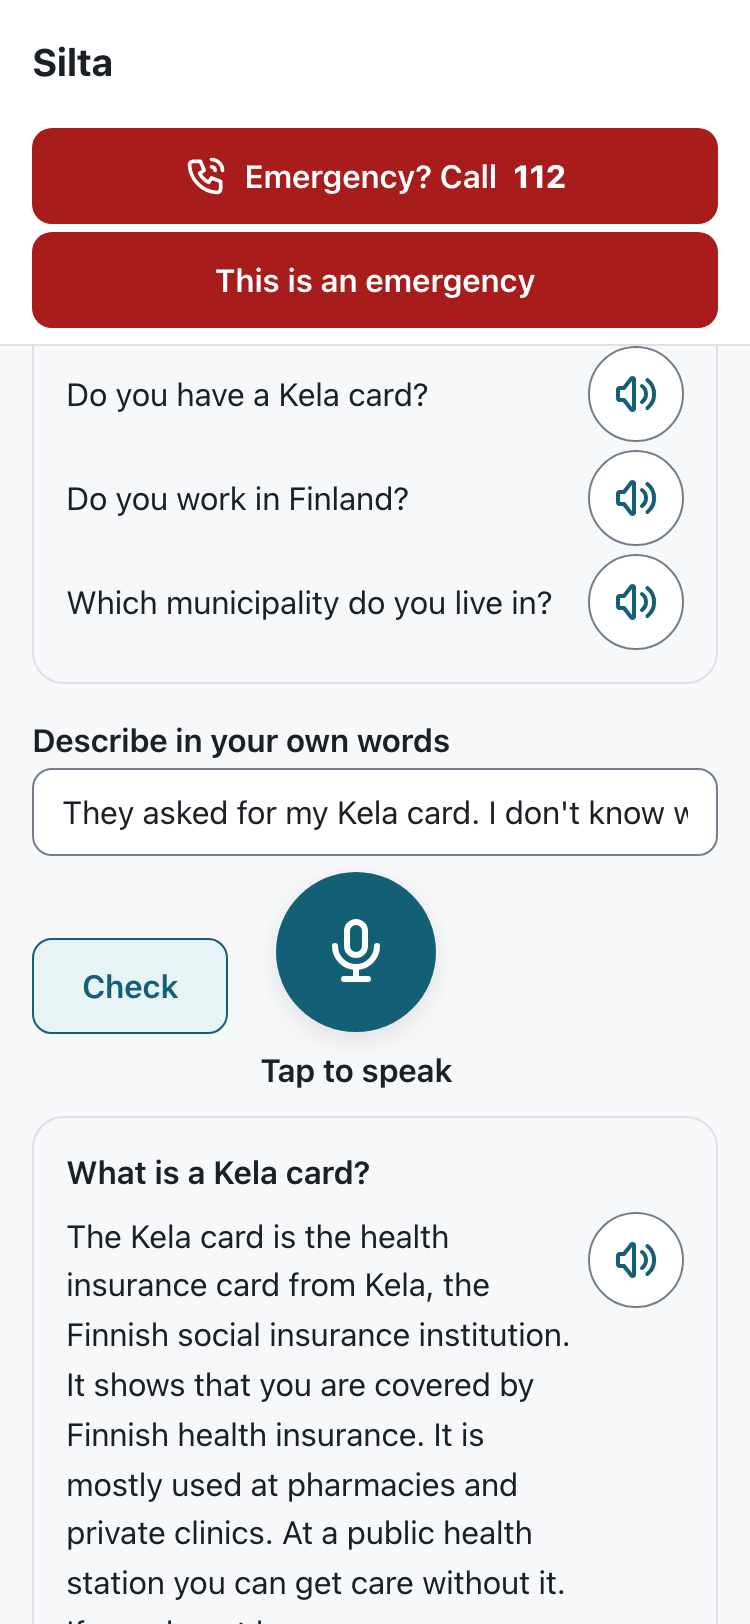 Silta
Emergency? Call 112
This is an emergency
Do you have a Kela card?
Do you work in Finland?
Which municipality do you live in?
Describe in your own words
They asked for my Kela card. I don't know
Check
Tap to speak
What is a Kela card?
The Kela card is the health
insurance card from Kela, the
Finnish social insurance institution.
It shows that you are covered by
Finnish health insurance. It is
mostly used at pharmacies and
private clinics. At a public health
station you can get care without it.